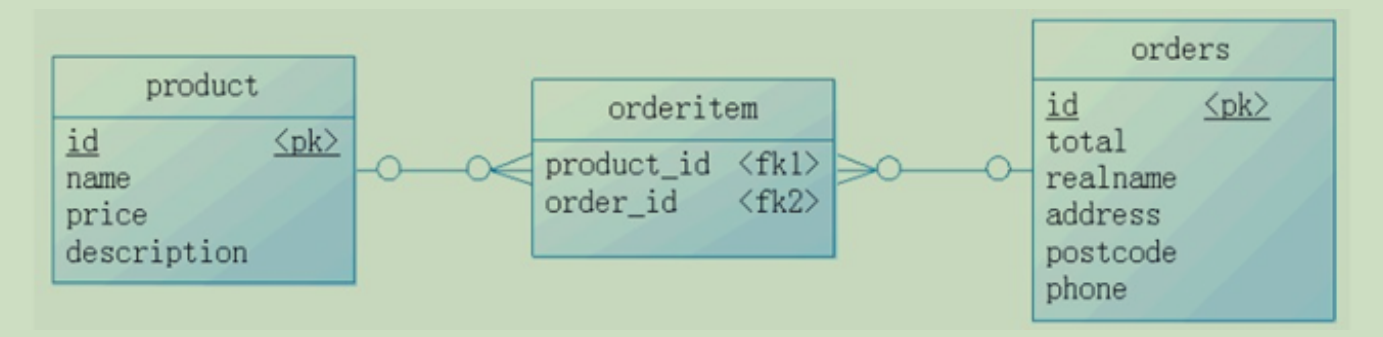 product
id <pk>
name
price
description
orderitem
product_id <fk1>
order_id <fk2>
orders
id <pk>
total
realname
address
postcode
phone